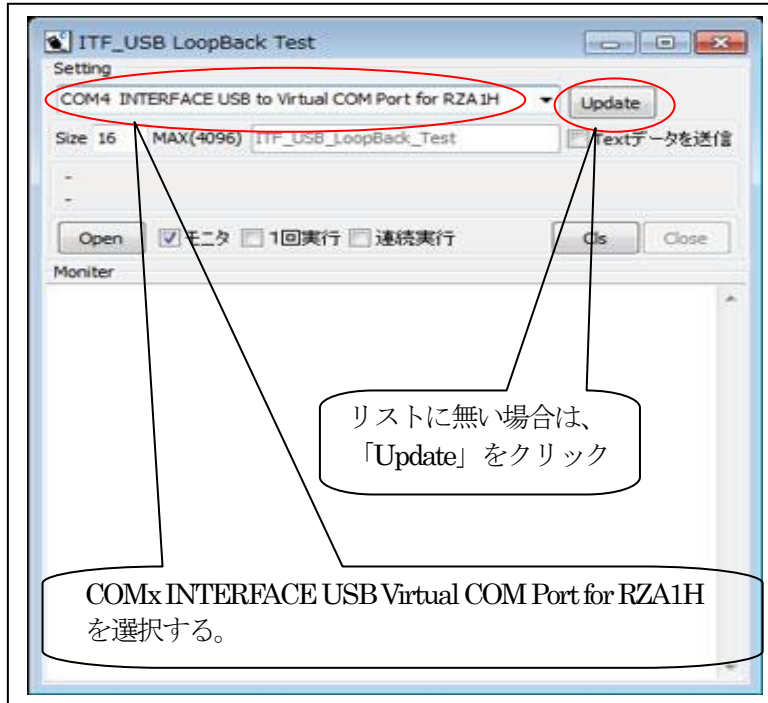 ITF_USB LoopBack Test
Setting
COM4 INTERFACE USB to Virtual COM Port for RZA1H
Update
Size 16 MAX(4096) ITF_USB_LoopBack_Test Textデータを送信
-
-
Open モニタ 1回実行 連続実行 Cls Close
Moniter
リストに無い場合は、
「Update」をクリック
COMx INTERFACE USB Virtual COM Port for RZA1H
を選択する。